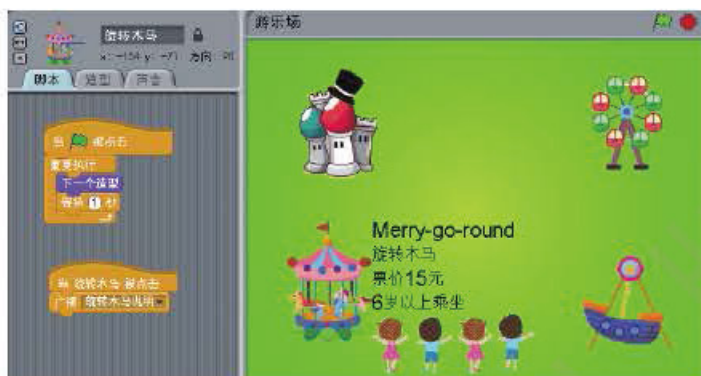 旋转木马
脚本 造型 声音
当 被点击
重复执行
下一个造型
等待 1 秒
当 旋转木马 被点击
广播 旋转木马说明
游乐场
Merry-go-round
旋转木马
票价15元
6岁以上乘坐